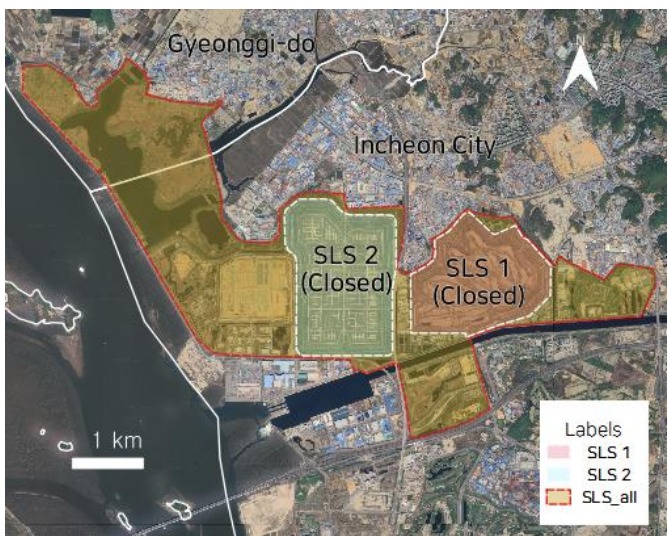 Gyeonggi-do
Incheon City
SLS 2
(Closed)
SLS 1
(Closed)
1 km
Labels
SLS 1
SLS 2
SLS_all